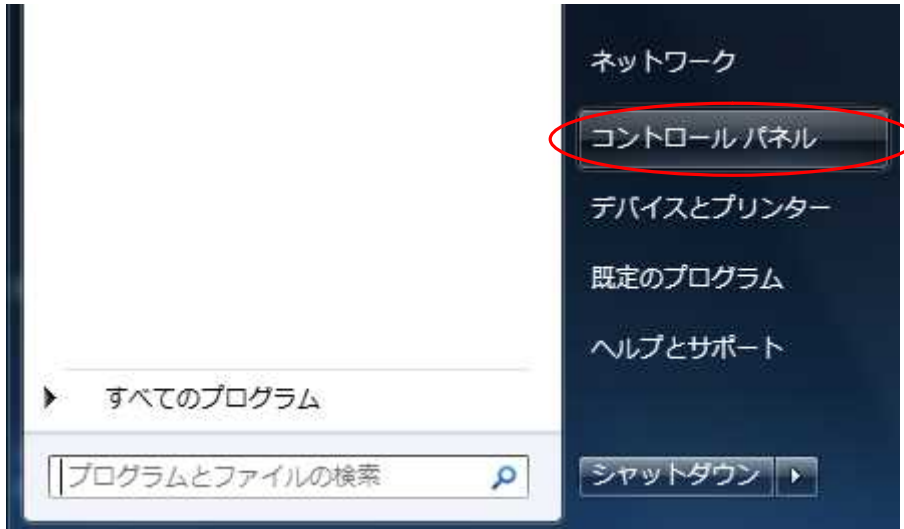 ネットワーク
コントロール パネル
デバイスとプリンター
既定のプログラム
ヘルプとサポート
すべてのプログラム
プログラムとファイルの検索
シャットダウン